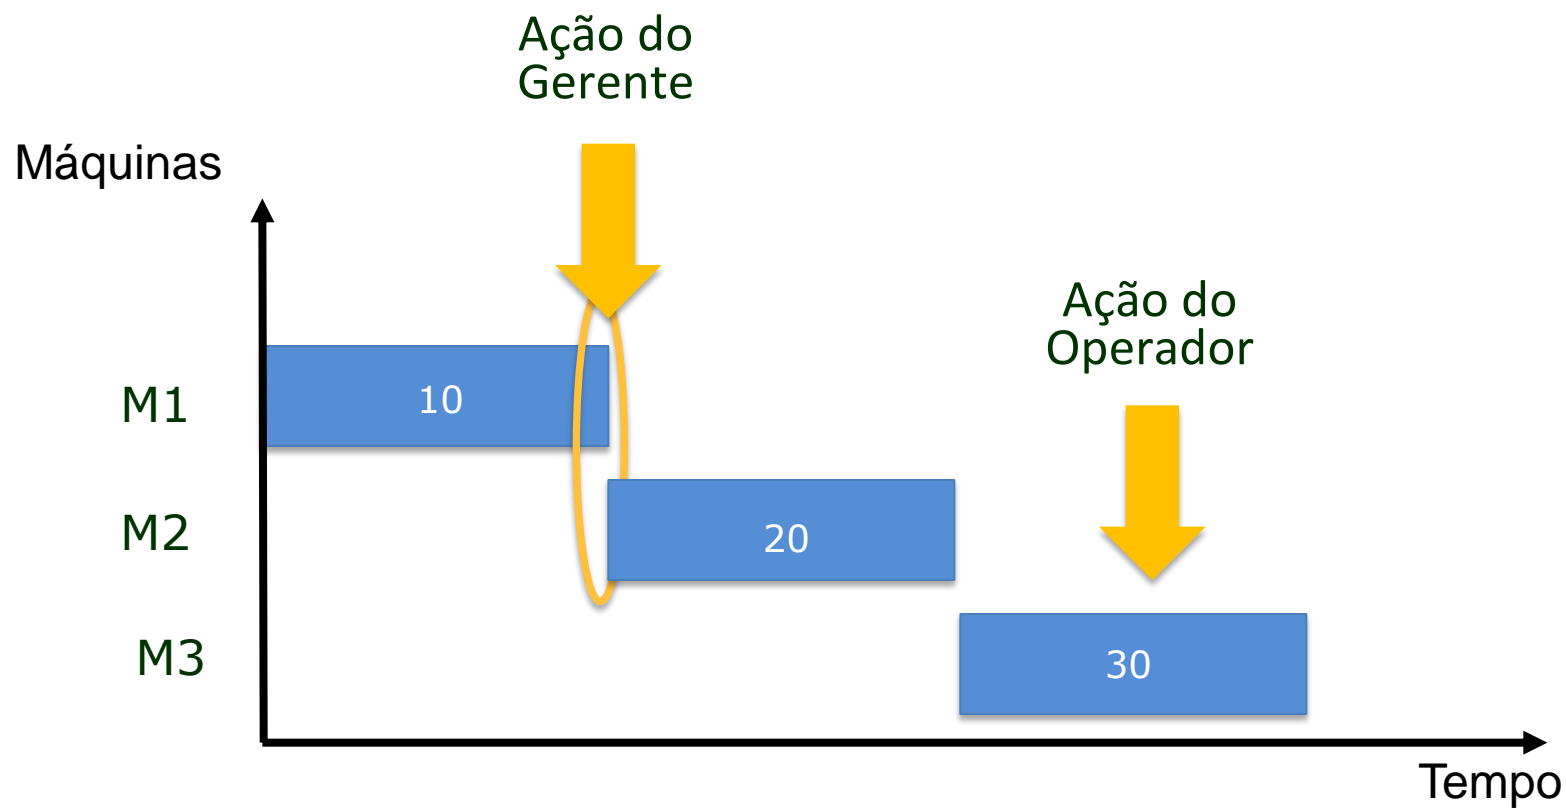 Ação do
Gerente
Máquinas
Ação do
Operador
M1
10
M2
20
M3
30
Tempo